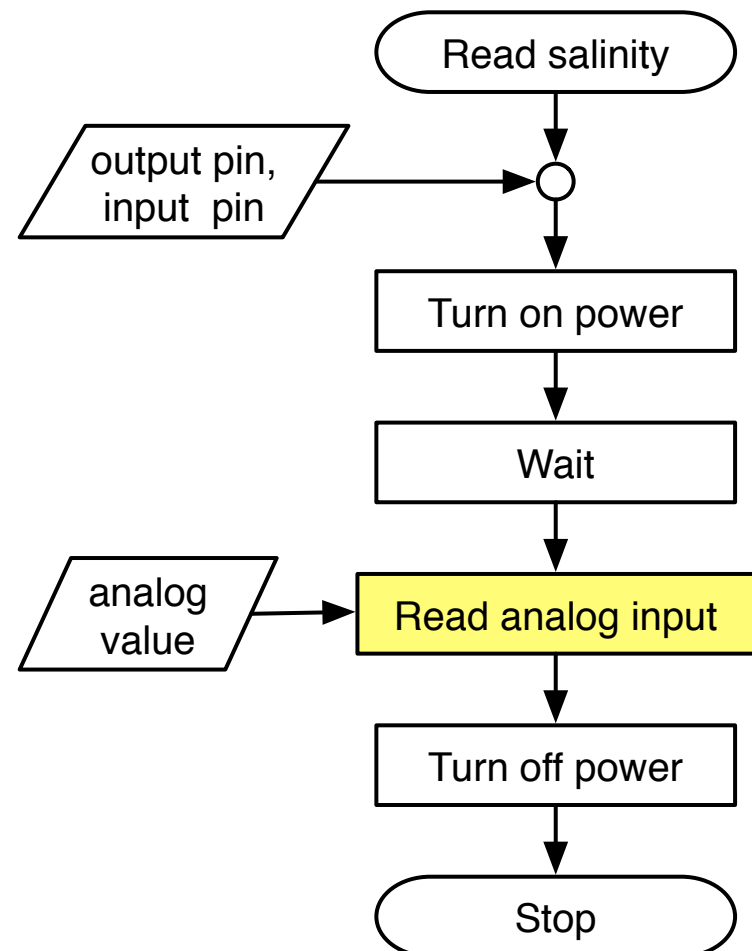 Read salinity
output pin,
input pin
Turn on power
Wait
analog
value
Read analog input
Turn off power
Stop